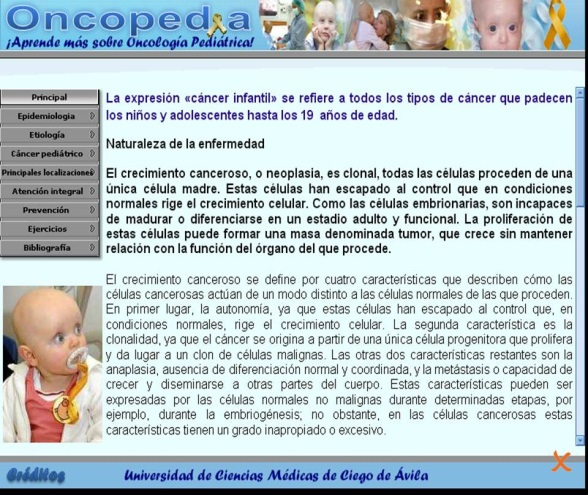 Oncopedia
¡Aprende más sobre Oncología Pediátrica!
Principal
Epidemiología
Etiología
Cáncer pediátrico
Principales localizaciones
Atención integral
Prevención
Ejercicios
Bibliografía
La expresión «cáncer infantil» se refiere a todos los tipos de cáncer que padecen
los niños y adolescentes hasta los 19 años de edad.
Naturaleza de la enfermedad
El crecimiento canceroso, o neoplasia, es clonal, todas las células proceden de una
única célula madre. Estas células han escapado al control que en condiciones
normales rige el crecimiento celular. Como las células embrionarias, son incapaces
de madurar o diferenciarse en un estadio adulto y funcional. La proliferación de
estas células puede formar una masa denominada tumor, que crece sin mantener
relación con la función del órgano del que procede.
El crecimiento canceroso se define por cuatro características que describen cómo las
células cancerosas actúan de un modo distinto a las células normales de las que proceden.
En primer lugar, la autonomía, ya que estas células han escapado al control que, en
condiciones normales, rige el crecimiento celular. La segunda característica es la
clonalidad, ya que el cáncer se origina a partir de una única célula progenitora que prolifera
y da lugar a un clon de células malignas. Las otras dos características restantes son la
anaplasia, ausencia de diferenciación normal y coordinada, y la metástasis o capacidad de
crecer y diseminarse a otras partes del cuerpo. Estas características pueden ser
expresadas por las células normales no malignas durante determinadas etapas, por
ejemplo, durante la embriogénesis; no obstante, en las células cancerosas estas
características tienen un grado inapropiado o excesivo.
Créditos
Universidad de Ciencias Médicas de Ciego de Ávila